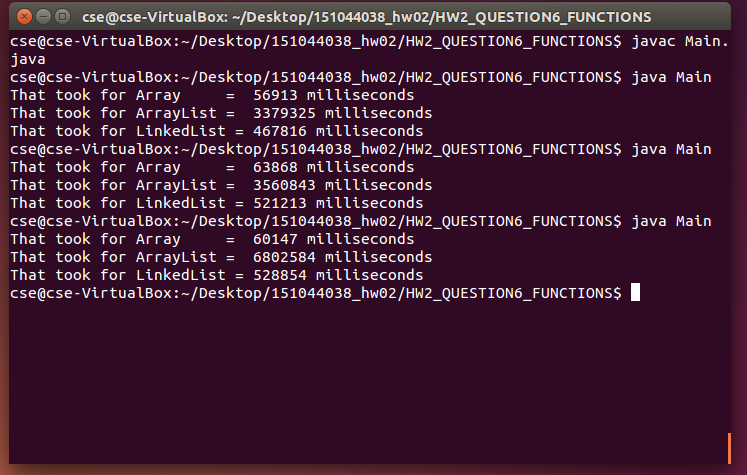 cse@cse-VirtualBox: ~/Desktop/151044038_hw02/HW2_QUESTION6_FUNCTIONS
cse@cse-VirtualBox:~/Desktop/151044038_hw02/HW2_QUESTION6_FUNCTIONS$ javac Main.
java
cse@cse-VirtualBox:~/Desktop/151044038_hw02/HW2_QUESTION6_FUNCTIONS$ java Main
That took for Array     =  56913 milliseconds
That took for ArrayList =  3379325 milliseconds
That took for LinkedList = 467816 milliseconds
cse@cse-VirtualBox:~/Desktop/151044038_hw02/HW2_QUESTION6_FUNCTIONS$ java Main
That took for Array     =  63868 milliseconds
That took for ArrayList =  3560843 milliseconds
That took for LinkedList = 521213 milliseconds
cse@cse-VirtualBox:~/Desktop/151044038_hw02/HW2_QUESTION6_FUNCTIONS$ java Main
That took for Array     =  60147 milliseconds
That took for ArrayList =  6802584 milliseconds
That took for LinkedList = 528854 milliseconds
cse@cse-VirtualBox:~/Desktop/151044038_hw02/HW2_QUESTION6_FUNCTIONS$